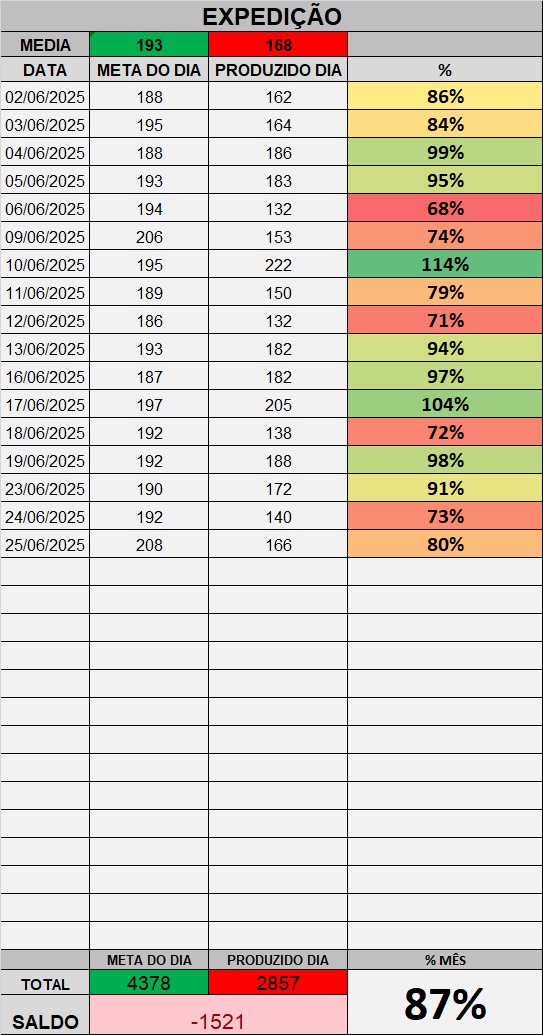 EXPEDIÇÃO
MEDIA 193 168
DATA META DO DIA PRODUZIDO DIA %
02/06/2025 188 162 86%
03/06/2025 195 164 84%
04/06/2025 188 186 99%
05/06/2025 193 183 95%
06/06/2025 194 132 68%
09/06/2025 206 153 74%
10/06/2025 195 222 114%
11/06/2025 189 150 79%
12/06/2025 186 132 71%
13/06/2025 193 182 94%
16/06/2025 187 182 97%
17/06/2025 197 205 104%
18/06/2025 192 138 72%
19/06/2025 192 188 98%
23/06/2025 190 172 91%
24/06/2025 192 140 73%
25/06/2025 208 166 80%
META DO DIA PRODUZIDO DIA % MÊS
TOTAL 4378 2857 87%
SALDO -1521